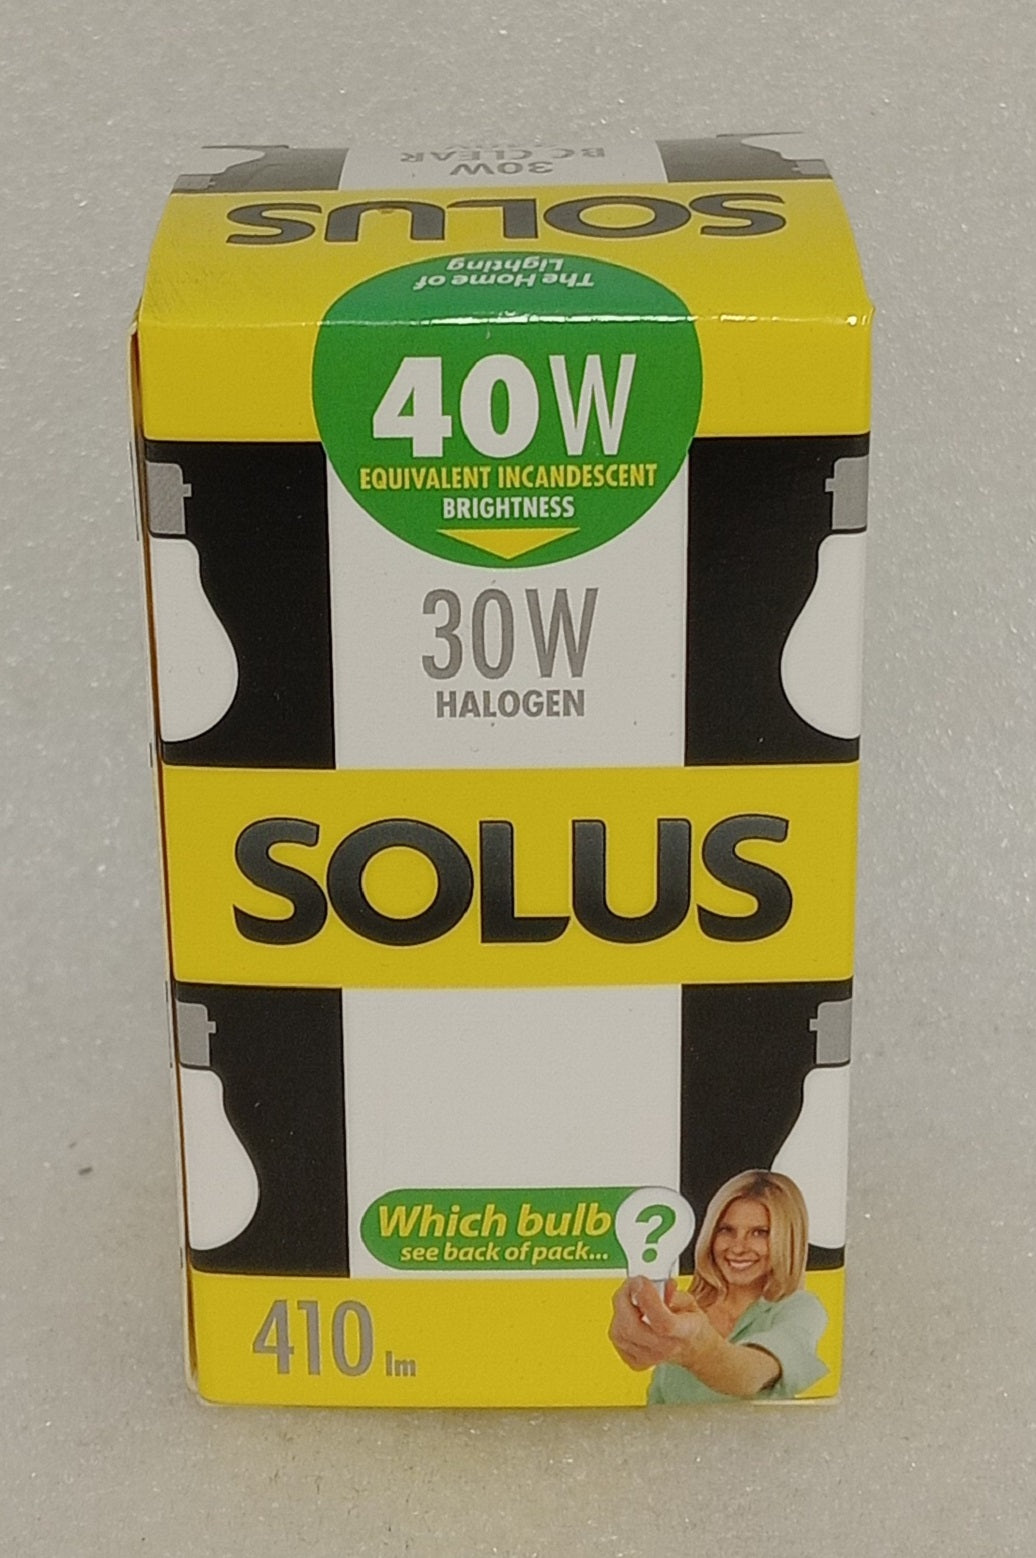 30W
BC CLEAR
SOLUS
The Home of
Lighting
40W
EQUIVALENT INCANDESCENT
BRIGHTNESS
30W
HALOGEN
SOLUS
Which bulb ?
see back of pack...
410 lm